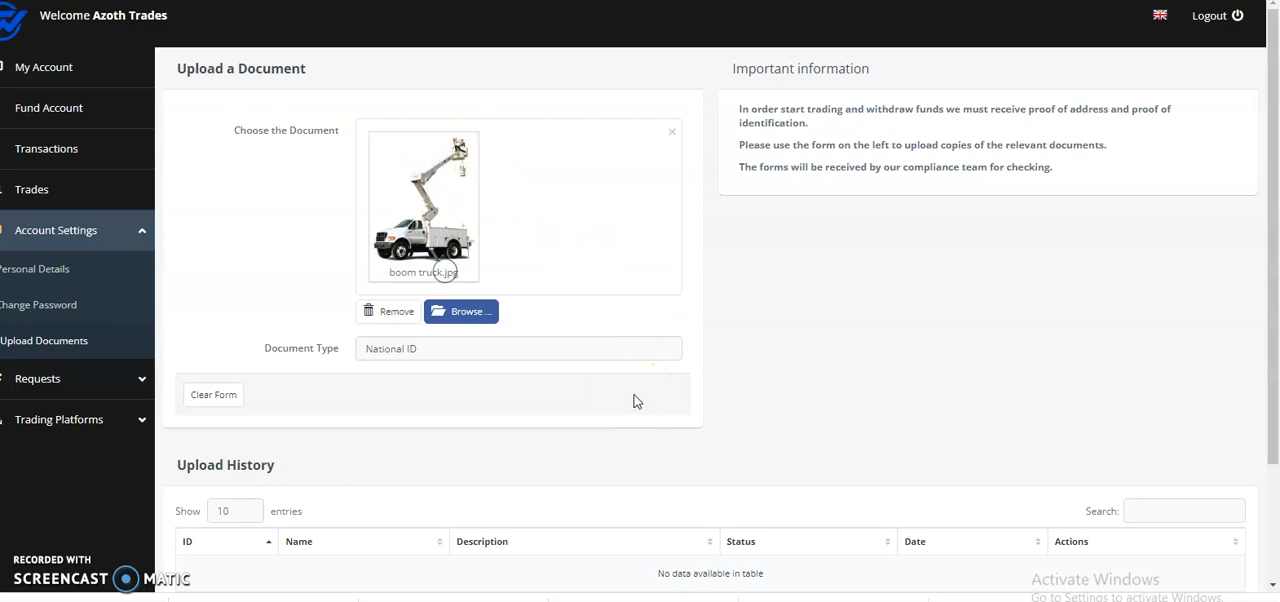 Welcome Azoth Trades
Logout
My Account
Fund Account
Transactions
Trades
Account Settings
ersonal Details
hange Password
Upload Documents
Requests
Trading Platforms
Upload a Document
Choose the Document
boom truck.jpg
Remove
Browse ...
Document Type
National ID
Clear Form
Important information
In order start trading and withdraw funds we must receive proof of address and proof of
identification.
Please use the form on the left to upload copies of the relevant documents.
The forms will be received by our compliance team for checking.
Upload History
Show 10 entries
Search:
ID Name Description Status Date Actions
No data available in table
RECORDED WITH
SCREENCAST MATIC
Activate Windows
Go to Settings to activate Windows.